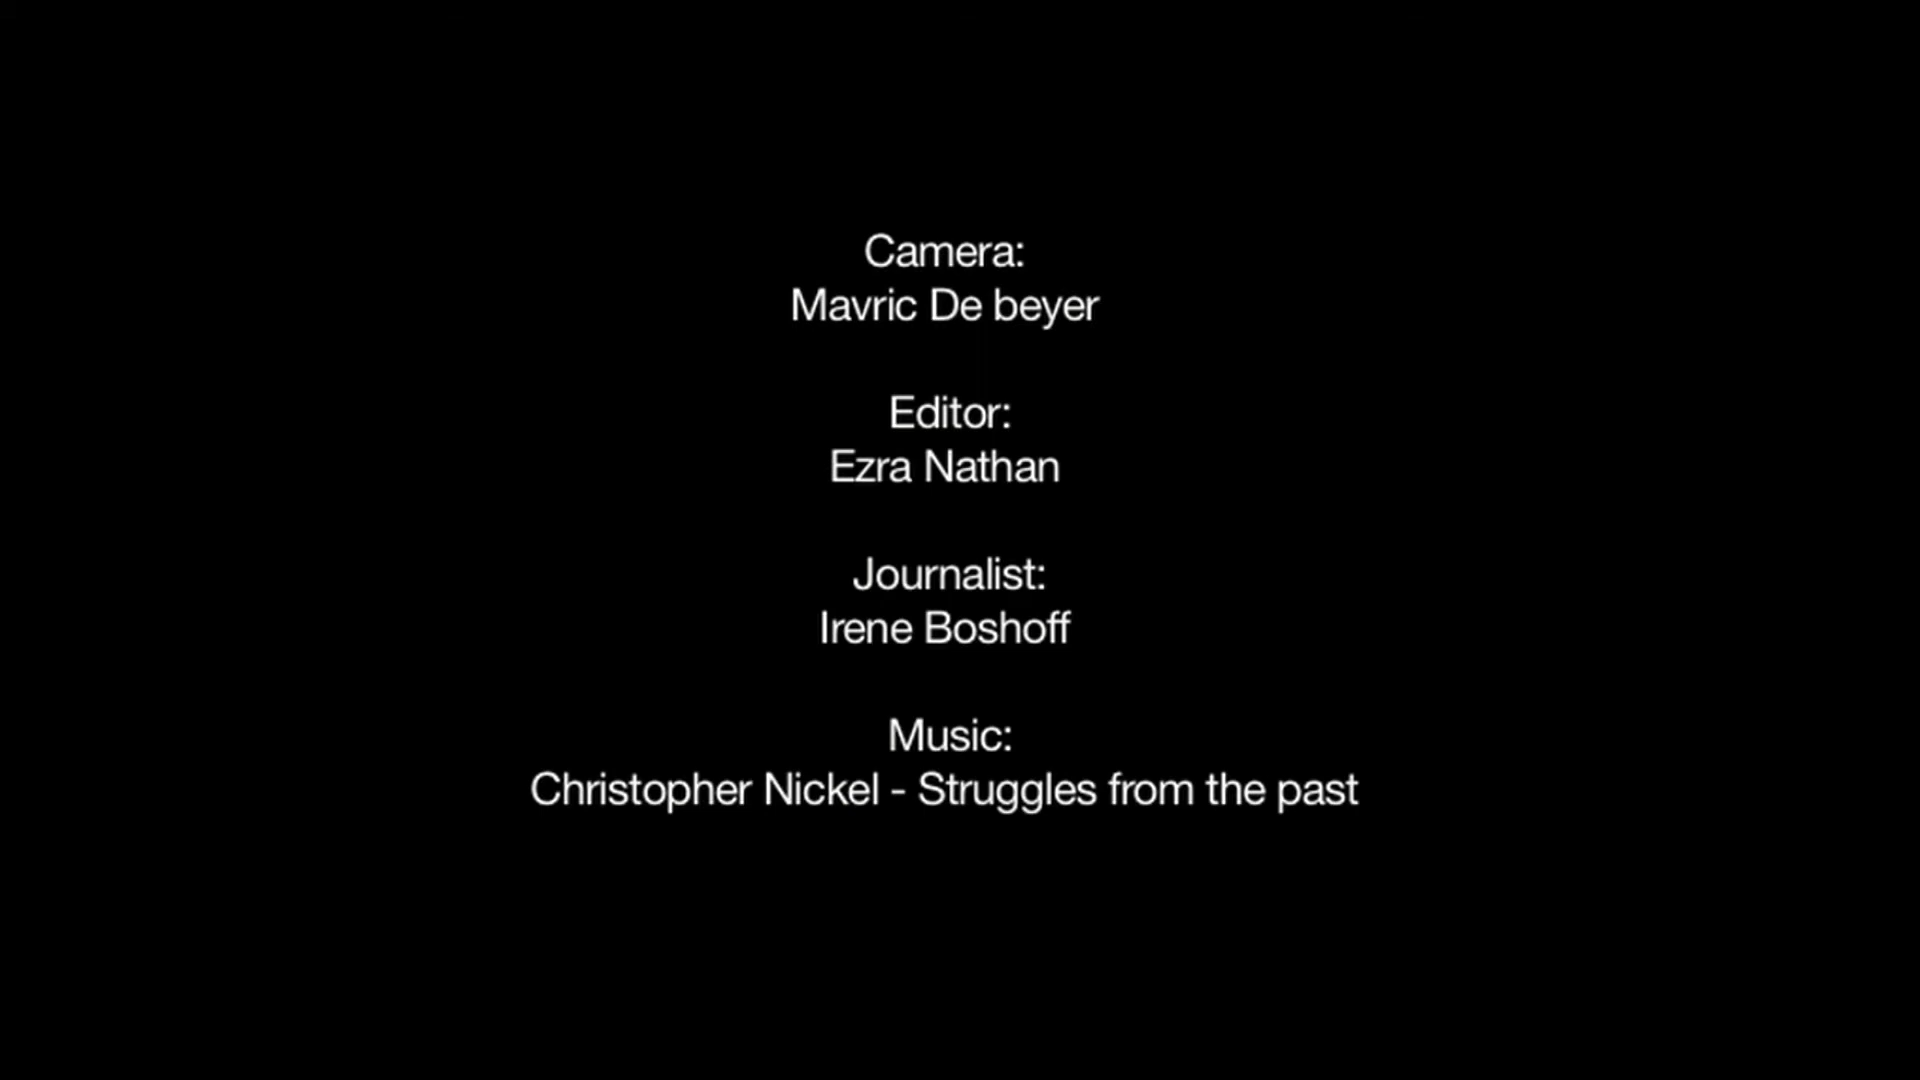 Camera:
Mavric De beyer
Editor:
Ezra Nathan
Journalist:
Irene Boshoff
Music:
Christopher Nickel - Struggles from the past